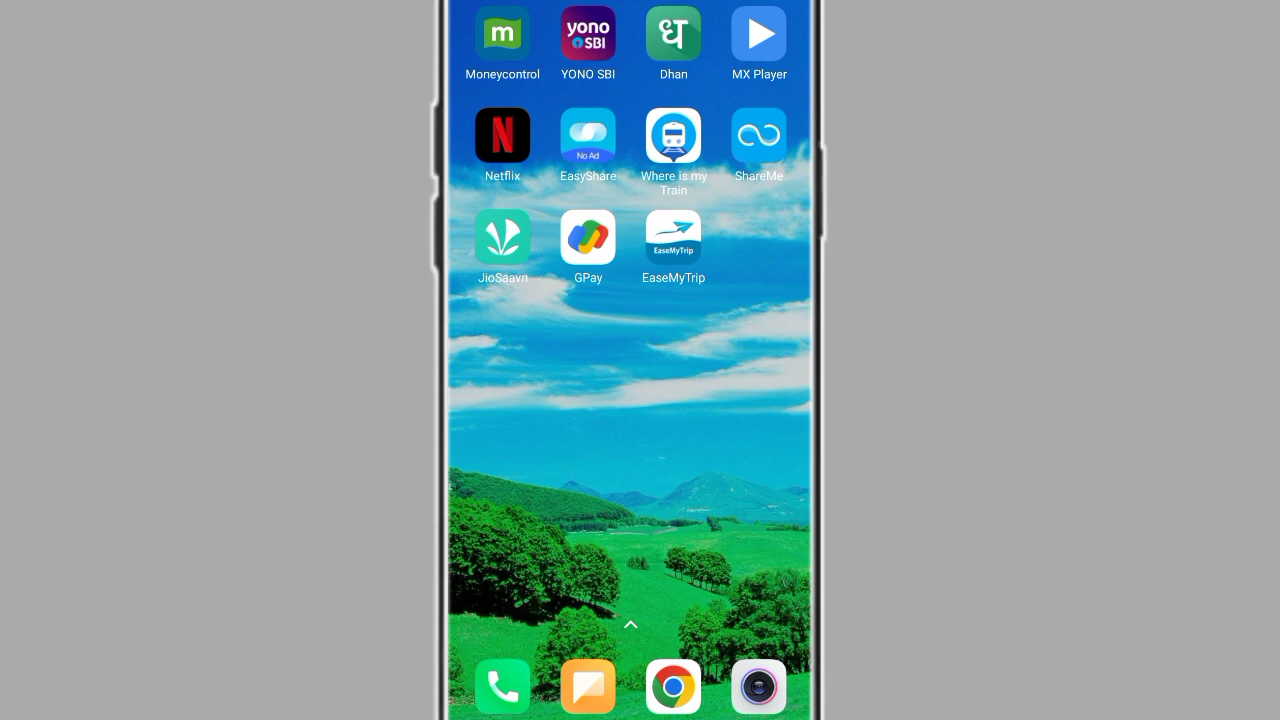 m
yono
SBI
ध
Moneycontrol
YONO SBI
Dhan
MX Player
N
No Ad
Netflix
EasyShare
Where is my
Train
ShareMe
EaseMyTrip
JioSaavn
GPay
EaseMyTrip